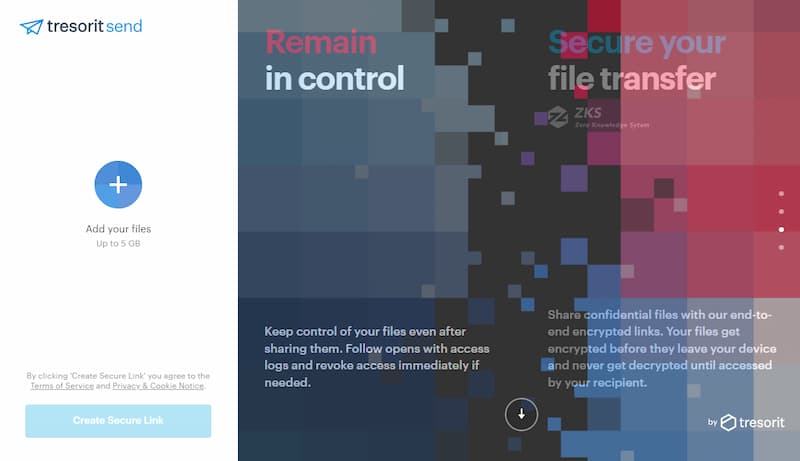 tresorit send
Add your files
Up to 5 GB
By clicking 'Create Secure Link' you agree to the
Terms of Service and Privacy & Cookie Notice.
Create Secure Link
Remain
in control
Keep control of your files even after
sharing them. Follow opens with access
logs and revoke access immediately if
needed.
Secure your
file transfer
ZKS
Zero Knowledge Sytem
Share confidential files with our end-to-
end encrypted links. Your files get
encrypted before they leave your device
and never get decrypted until accessed
by your recipient.
by tresorit